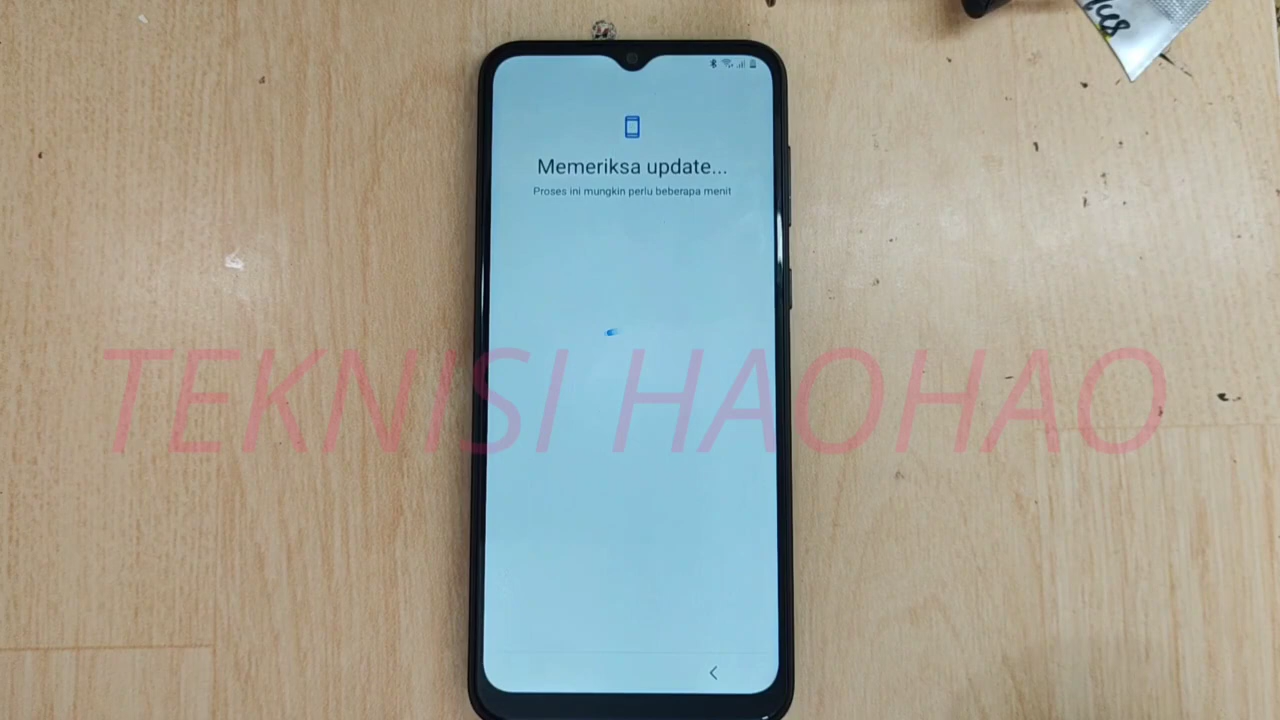 Memeriksa update...
Proses ini mungkin perlu beberapa menit
TEKNISI HAOHAO